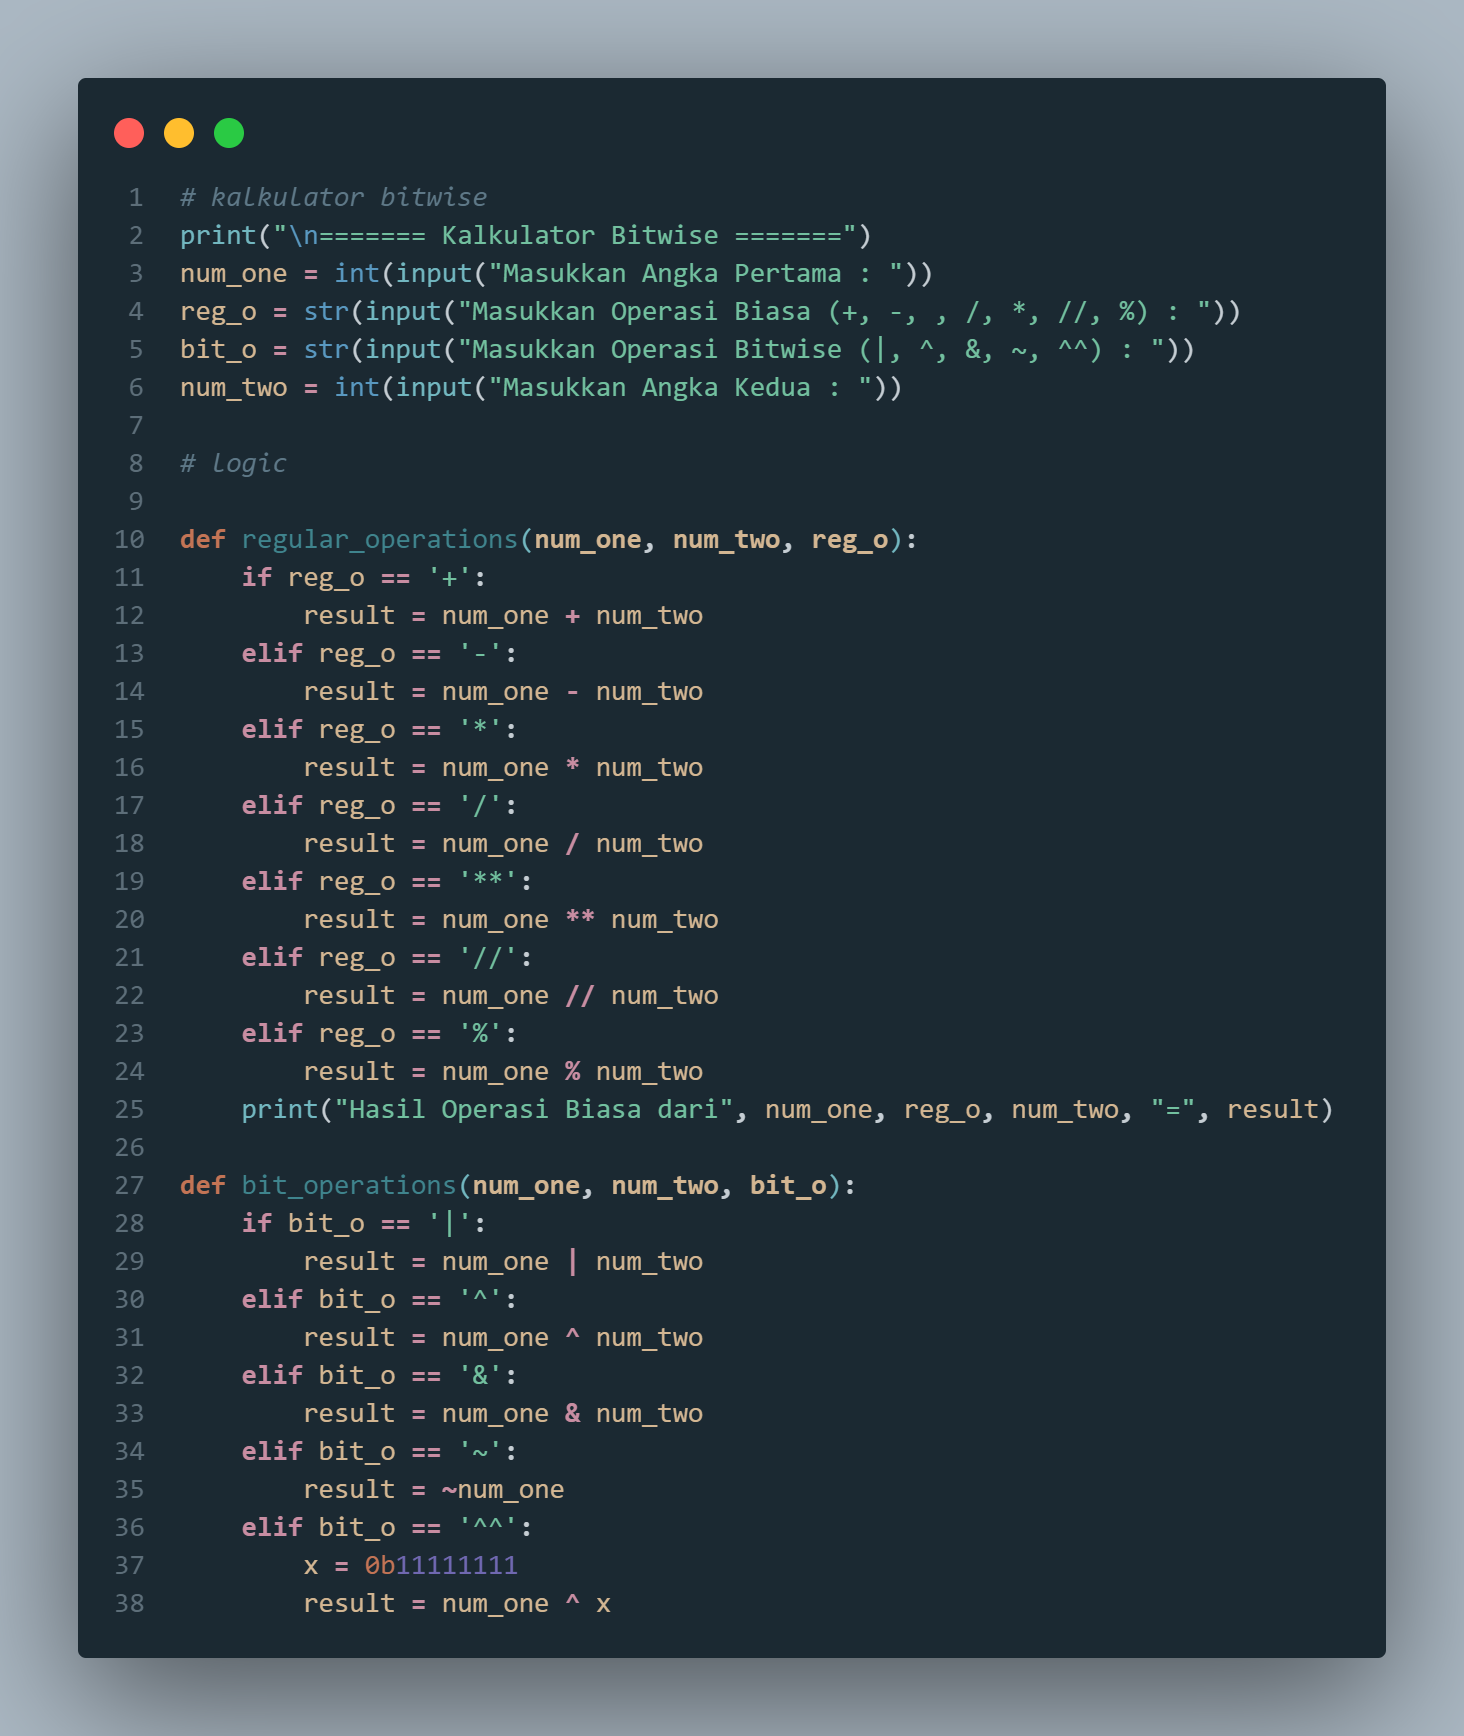 1 # kalkulator bitwise
2 print("\n======= Kalkulator Bitwise =======")
3 num_one = int(input("Masukkan Angka Pertama : "))
4 reg_o = str(input("Masukkan Operasi Biasa (+, -, , /, *, //, %) : "))
5 bit_o = str(input("Masukkan Operasi Bitwise (|, ^, &, ~, ^^) : "))
6 num_two = int(input("Masukkan Angka Kedua : "))
7
8 # logic
9
10 def regular_operations(num_one, num_two, reg_o):
11     if reg_o == '+':
12         result = num_one + num_two
13     elif reg_o == '-':
14         result = num_one - num_two
15     elif reg_o == '*':
16         result = num_one * num_two
17     elif reg_o == '/':
18         result = num_one / num_two
19     elif reg_o == '**':
20         result = num_one ** num_two
21     elif reg_o == '//':
22         result = num_one // num_two
23     elif reg_o == '%':
24         result = num_one % num_two
25     print("Hasil Operasi Biasa dari", num_one, reg_o, num_two, "=", result)
26
27 def bit_operations(num_one, num_two, bit_o):
28     if bit_o == '|':
29         result = num_one | num_two
30     elif bit_o == '^':
31         result = num_one ^ num_two
32     elif bit_o == '&':
33         result = num_one & num_two
34     elif bit_o == '~':
35         result = ~num_one
36     elif bit_o == '^^':
37         x = 0b11111111
38         result = num_one ^ x